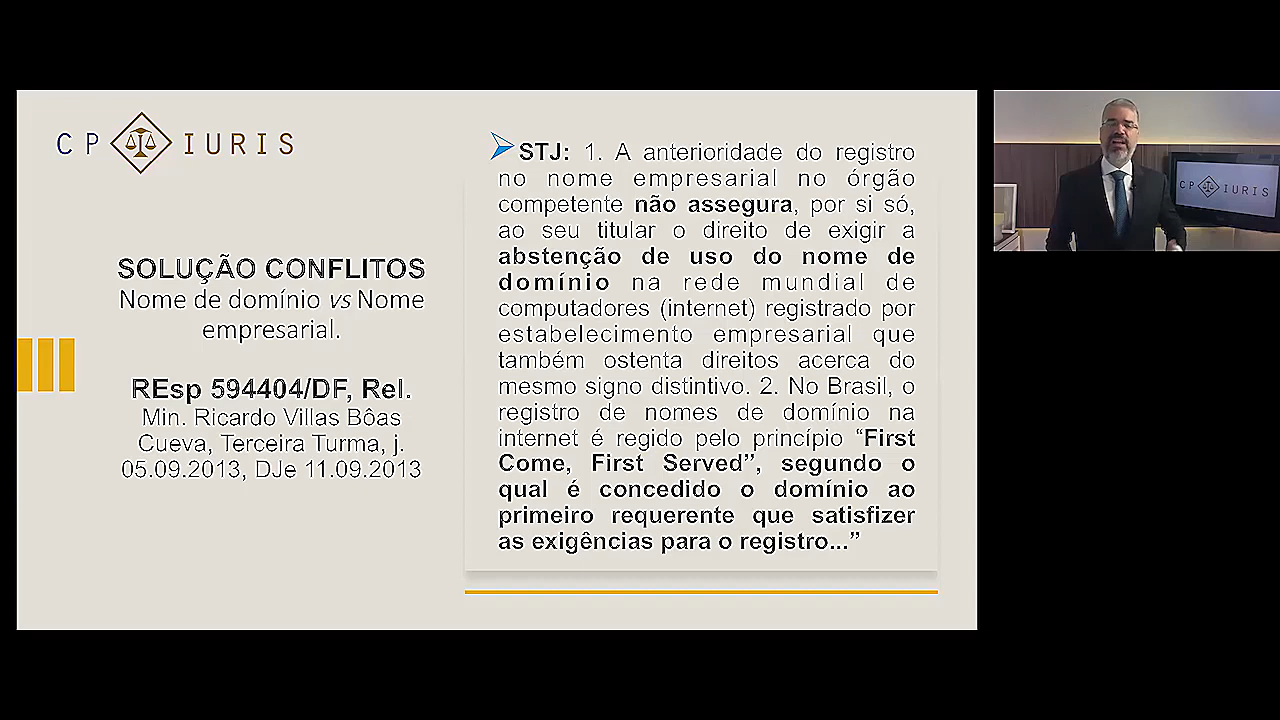 CP IURIS
SOLUÇÃO CONFLITOS
Nome de domínio vs Nome
empresarial.
REsp 594404/DF, Rel.
Min. Ricardo Villas Bôas
Cueva, Terceira Turma, j.
05.09.2013, DJe 11.09.2013
STJ: 1. A anterioridade do registro
no nome empresarial no órgão
competente não assegura, por si só,
ao seu titular o direito de exigir a
abstenção de uso do nome de
domínio na rede mundial de
computadores (internet) registrado por
estabelecimento empresarial que
também ostenta direitos acerca do
mesmo signo distintivo. 2. No Brasil, o
registro de nomes de domínio na
internet é regido pelo princípio “First
Come, First Served”, segundo o
qual é concedido o domínio ao
primeiro requerente que satisfizer
as exigências para o registro...”
CP IURIS